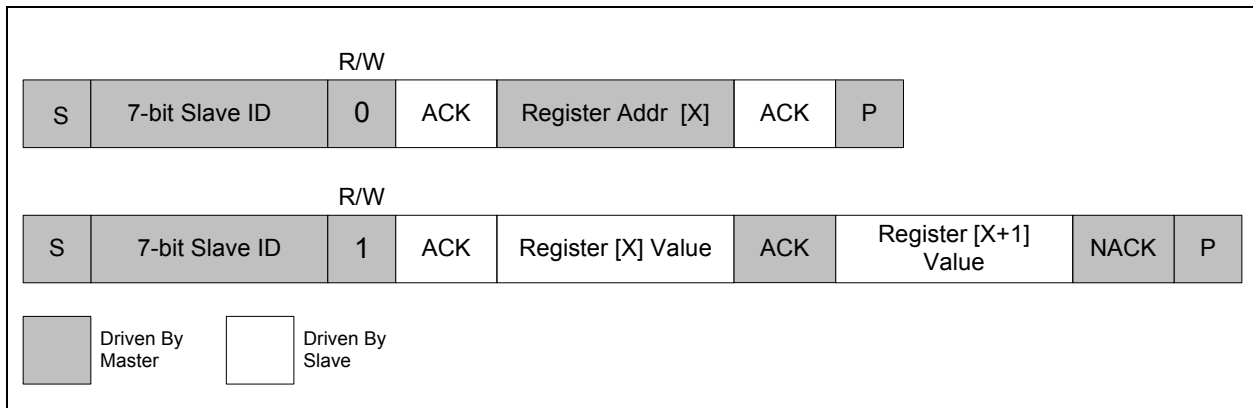 R/W
S 7-bit Slave ID 0 ACK Register Addr [X] ACK P
R/W
S 7-bit Slave ID 1 ACK Register [X] Value ACK Register [X+1] Value NACK P
Driven By
Master
Driven By
Slave